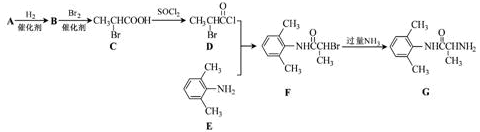 A H₂ 催化剂 B Br₂ 催化剂 CH₃CHCOOH SOCl₂ CH₃CHCCl
Br Br O
C D
CH₃ O
NHCCHBr
CH₃ CH₃
F
过量NH₃
CH₃ O
NHCCHNH₂
CH₃ CH₃
G
CH₃
NH₂
CH₃
E